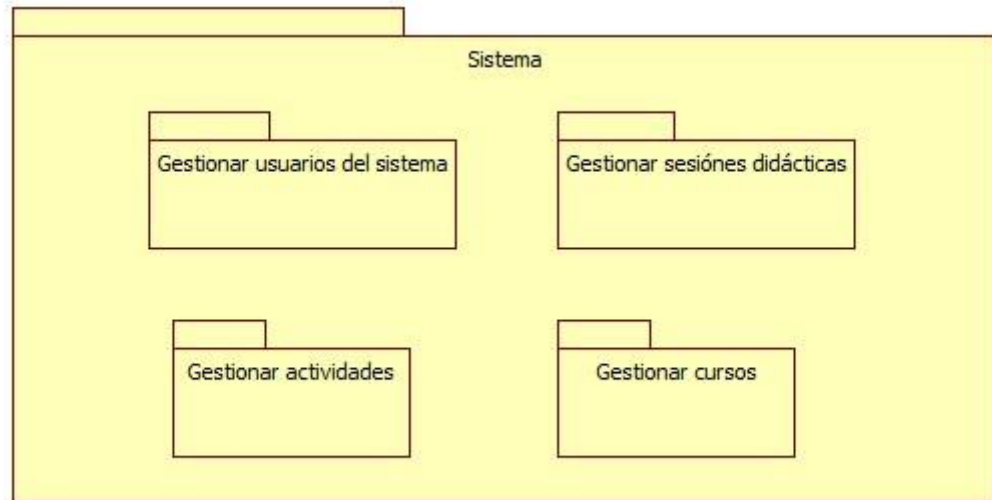 Sistema
Gestionar usuarios del sistema
Gestionar sesiónes didácticas
Gestionar actividades
Gestionar cursos